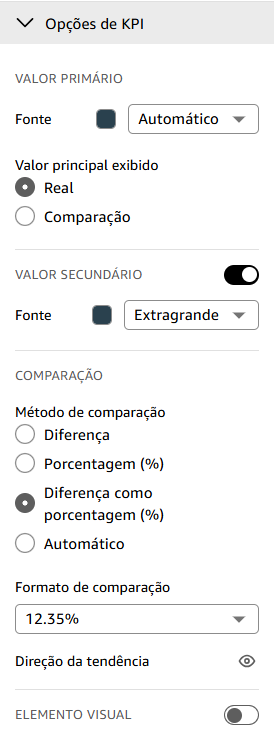 Opções de KPI
VALOR PRIMÁRIO
Fonte Automático
Valor principal exibido
Real
Comparação
VALOR SECUNDÁRIO
Fonte Extragrande
COMPARAÇÃO
Método de comparação
Diferença
Porcentagem (%)
Diferença como
porcentagem (%)
Automático
Formato de comparação
12.35%
Direção da tendência
ELEMENTO VISUAL